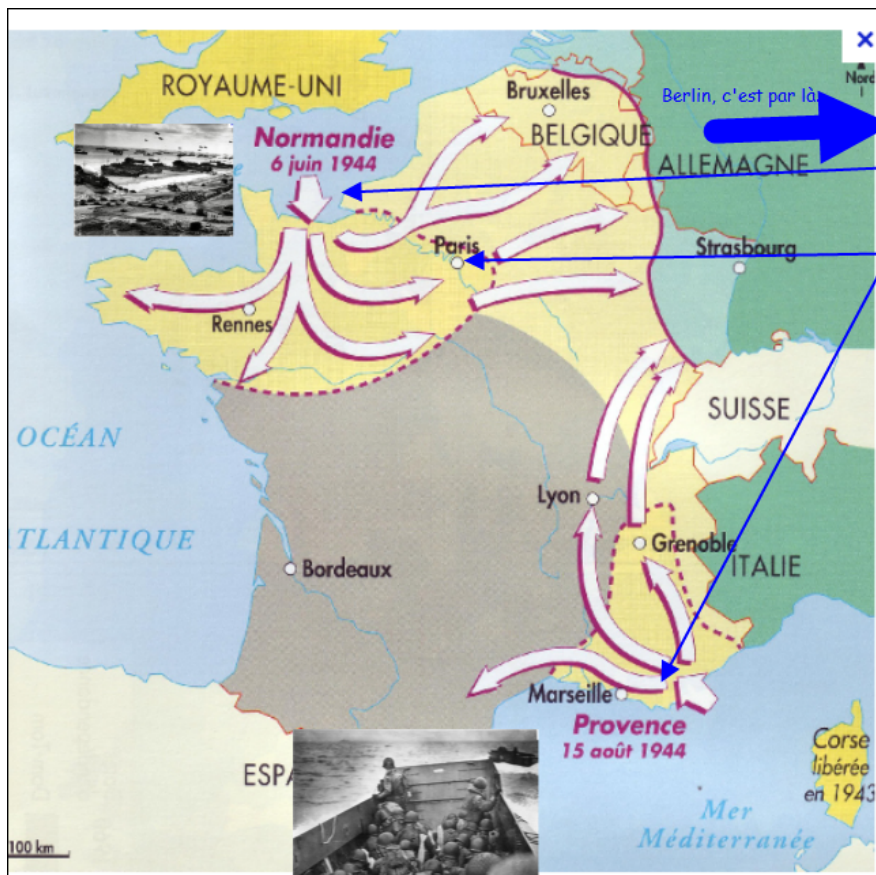 ×
ROYAUME-UNI
Nord
Bruxelles
Berlin, c'est par là
Normandie
6 juin 1944
BELGIQUE
ALLEMAGNE
Paris
Strasbourg
Rennes
SUISSE
OCÉAN
ATLANTIQUE
Lyon
Grenoble
ITALIE
Bordeaux
Marseille
Provence
15 août 1944
Corse
libérée
en 1943
ESPA
Mer
Méditerranée
100 km